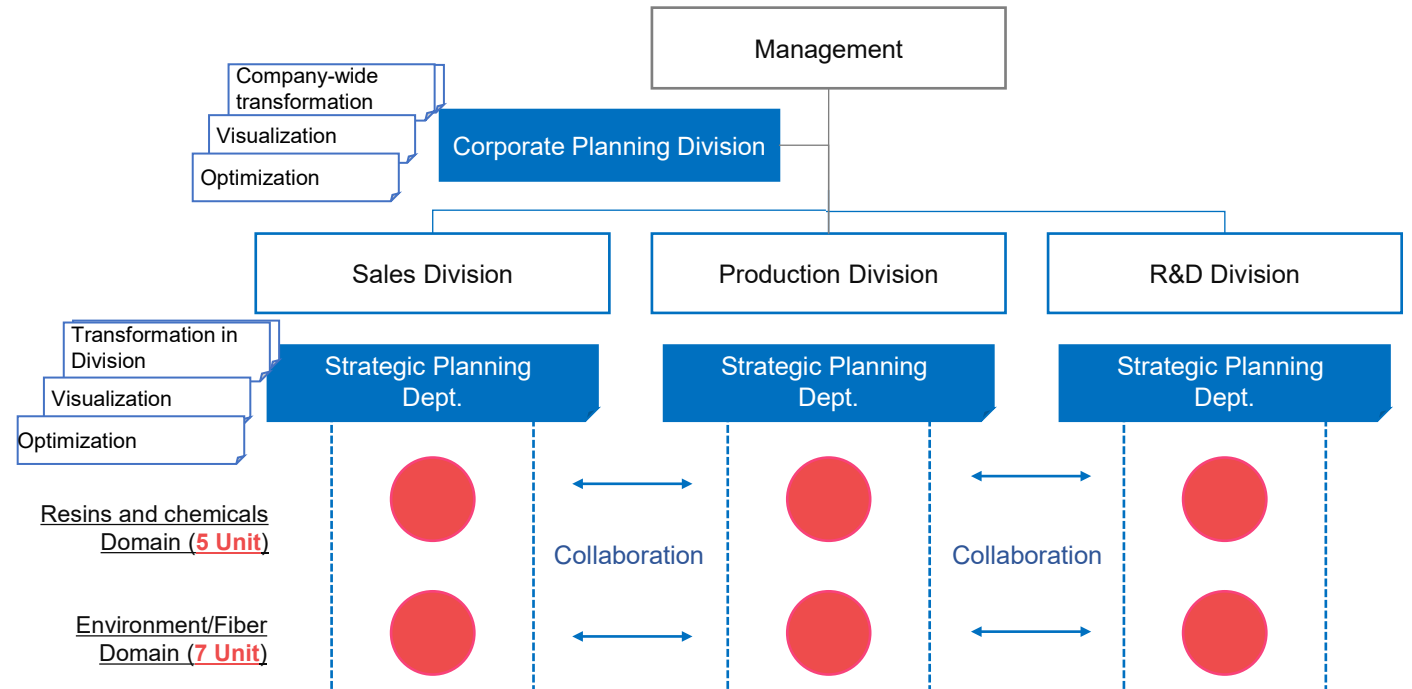 Management
Company-wide
transformation
Visualization
Optimization
Corporate Planning Division
Sales Division
Production Division
R&D Division
Transformation in
Division
Visualization
Optimization
Strategic Planning
Dept.
Strategic Planning
Dept.
Strategic Planning
Dept.
Resins and chemicals
Domain (5 Unit)
Collaboration
Collaboration
Environment/Fiber
Domain (7 Unit)